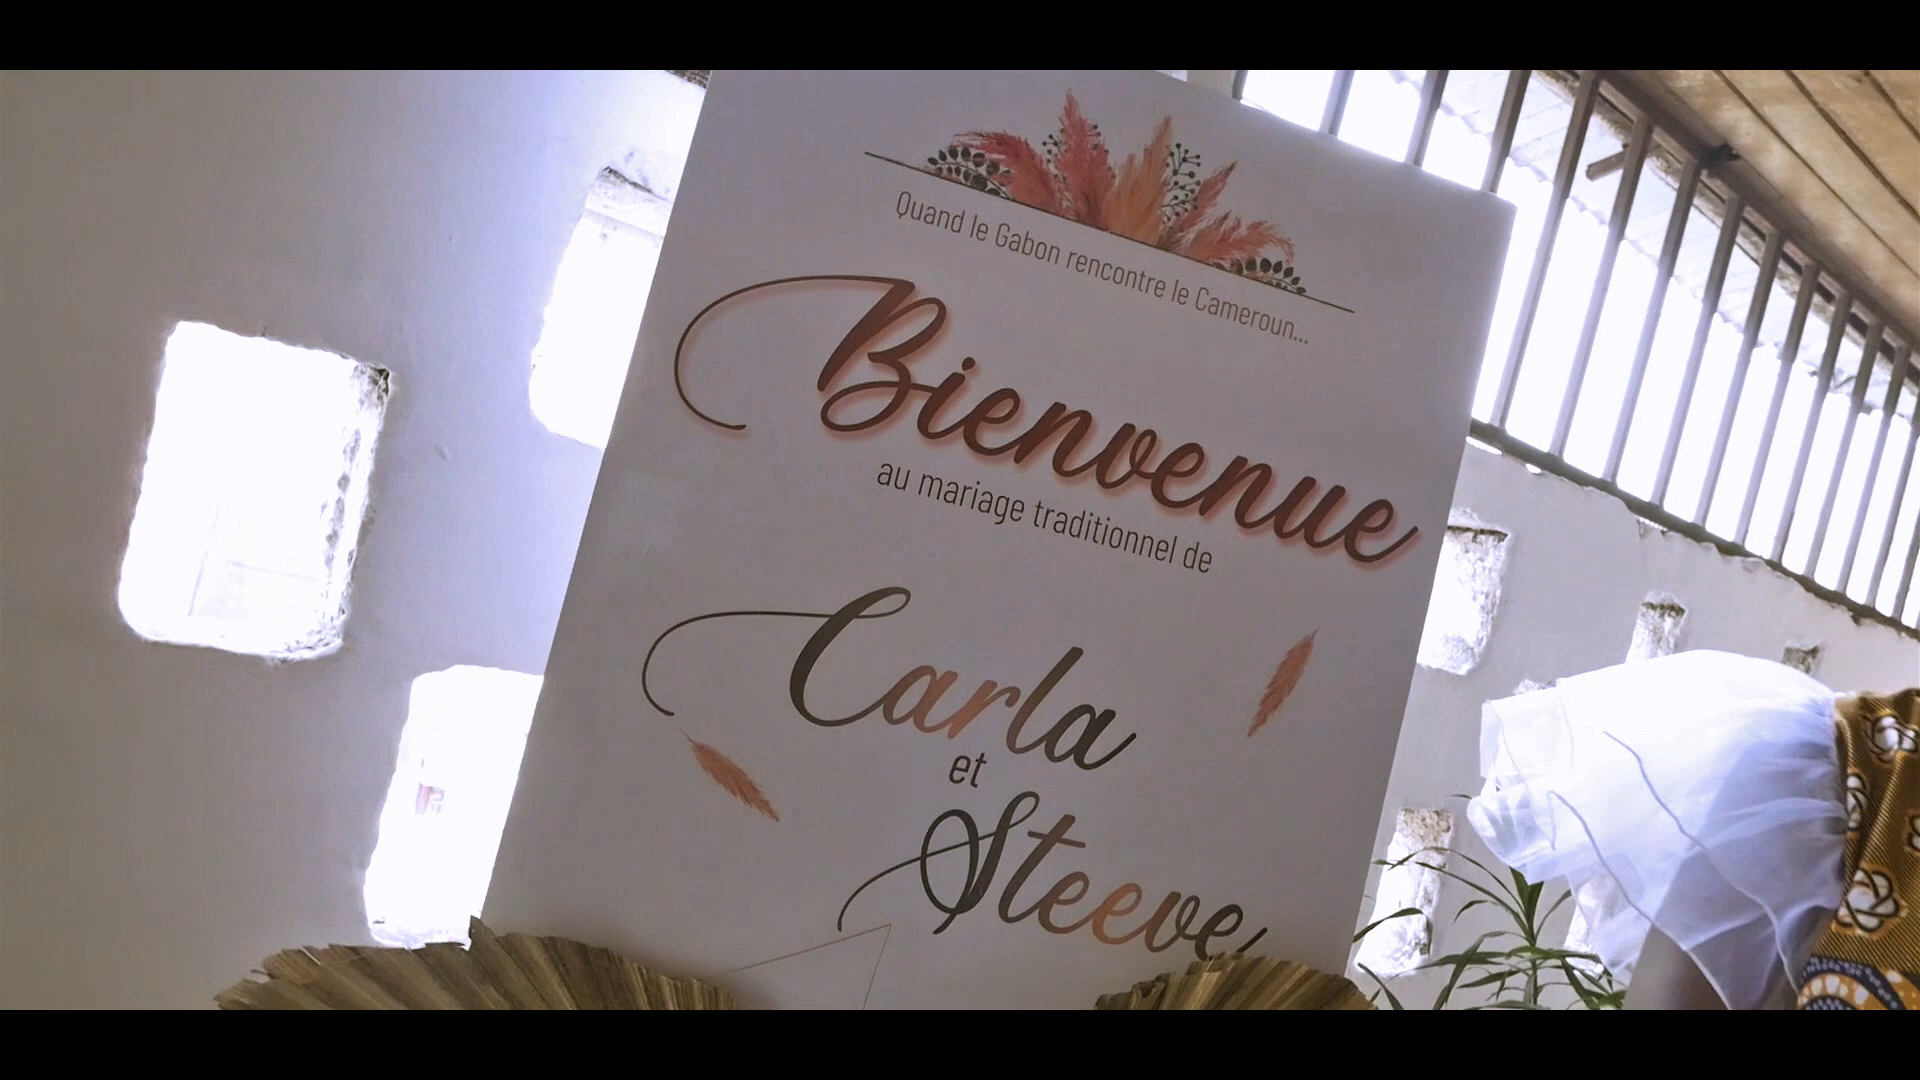 Quand le Gabon rencontre le Cameroun...
Bienvenue
au mariage traditionnel de
Carla
et
Steeve